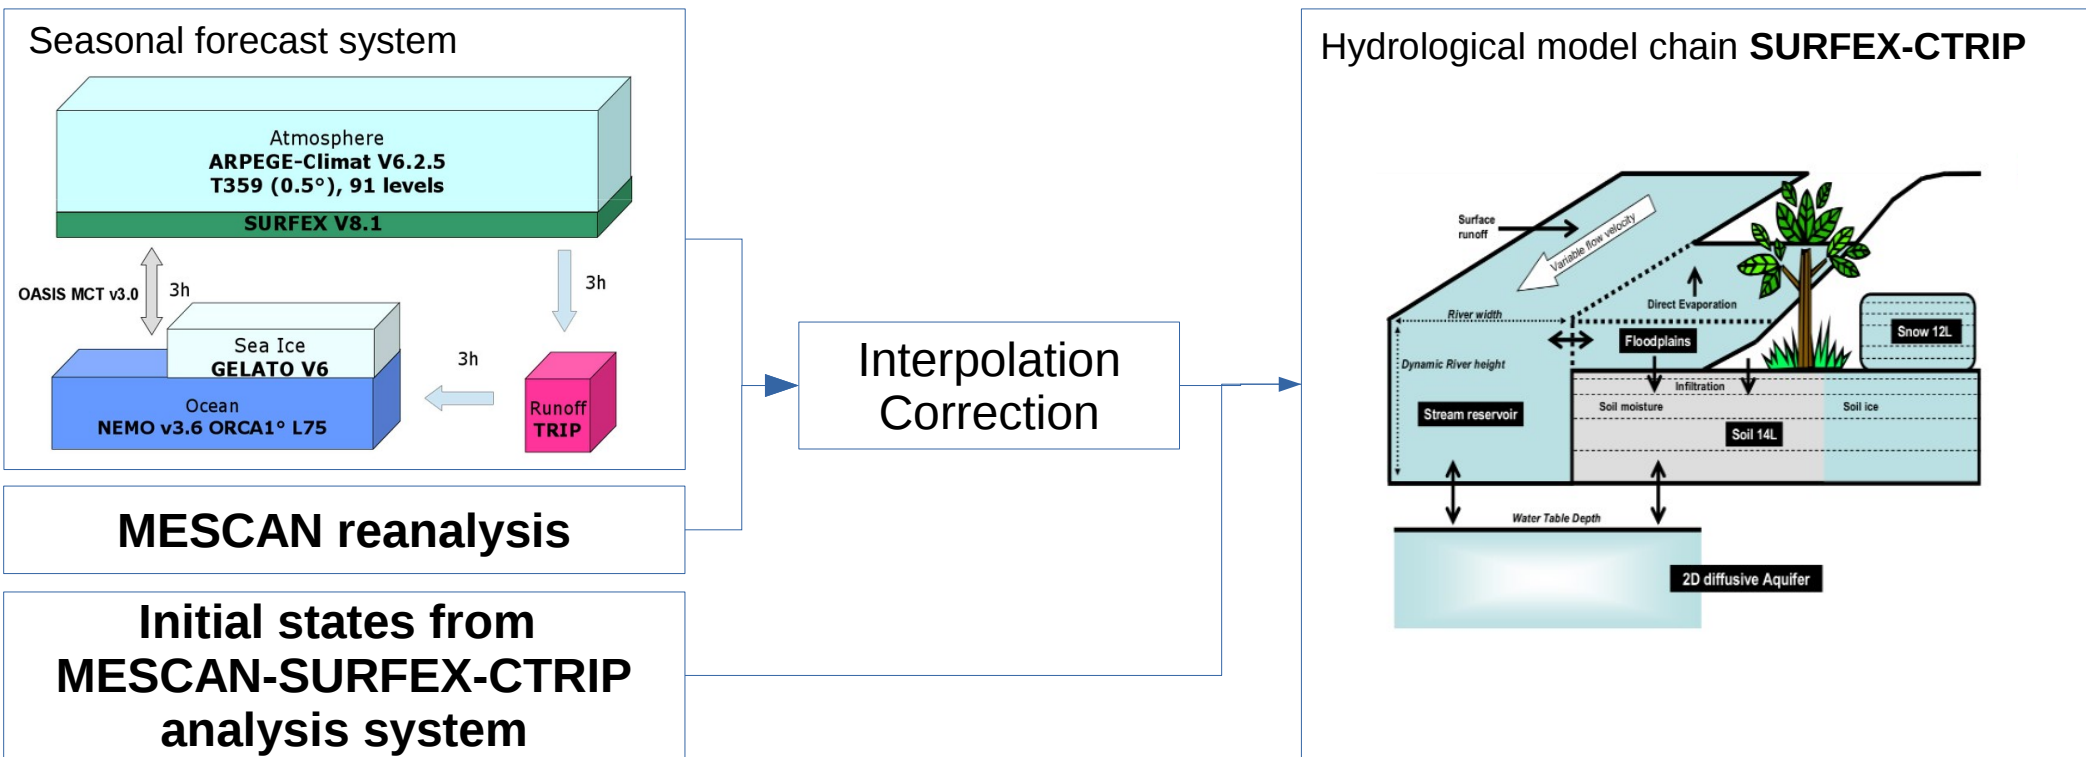 Seasonal forecast system
Atmosphere
ARPEGE-Climat V6.2.5
T359 (0.5°), 91 levels
SURFEX V8.1
OASIS MCT v3.0
3h
3h
Sea Ice
GELATO V6
3h
Ocean
NEMO v3.6 ORCA1° L75
Runoff
TRIP
MESCAN reanalysis
Initial states from
MESCAN-SURFEX-CTRIP
analysis system
Interpolation
Correction
Hydrological model chain SURFEX-CTRIP
Surface
runoff
Variable flow velocity
Direct Evaporation
River width
Floodplains
Snow 12L
Dynamic River height
Infiltration
Soil moisture
Soil ice
Stream reservoir
Soil 14L
Water Table Depth
2D diffusive Aquifer